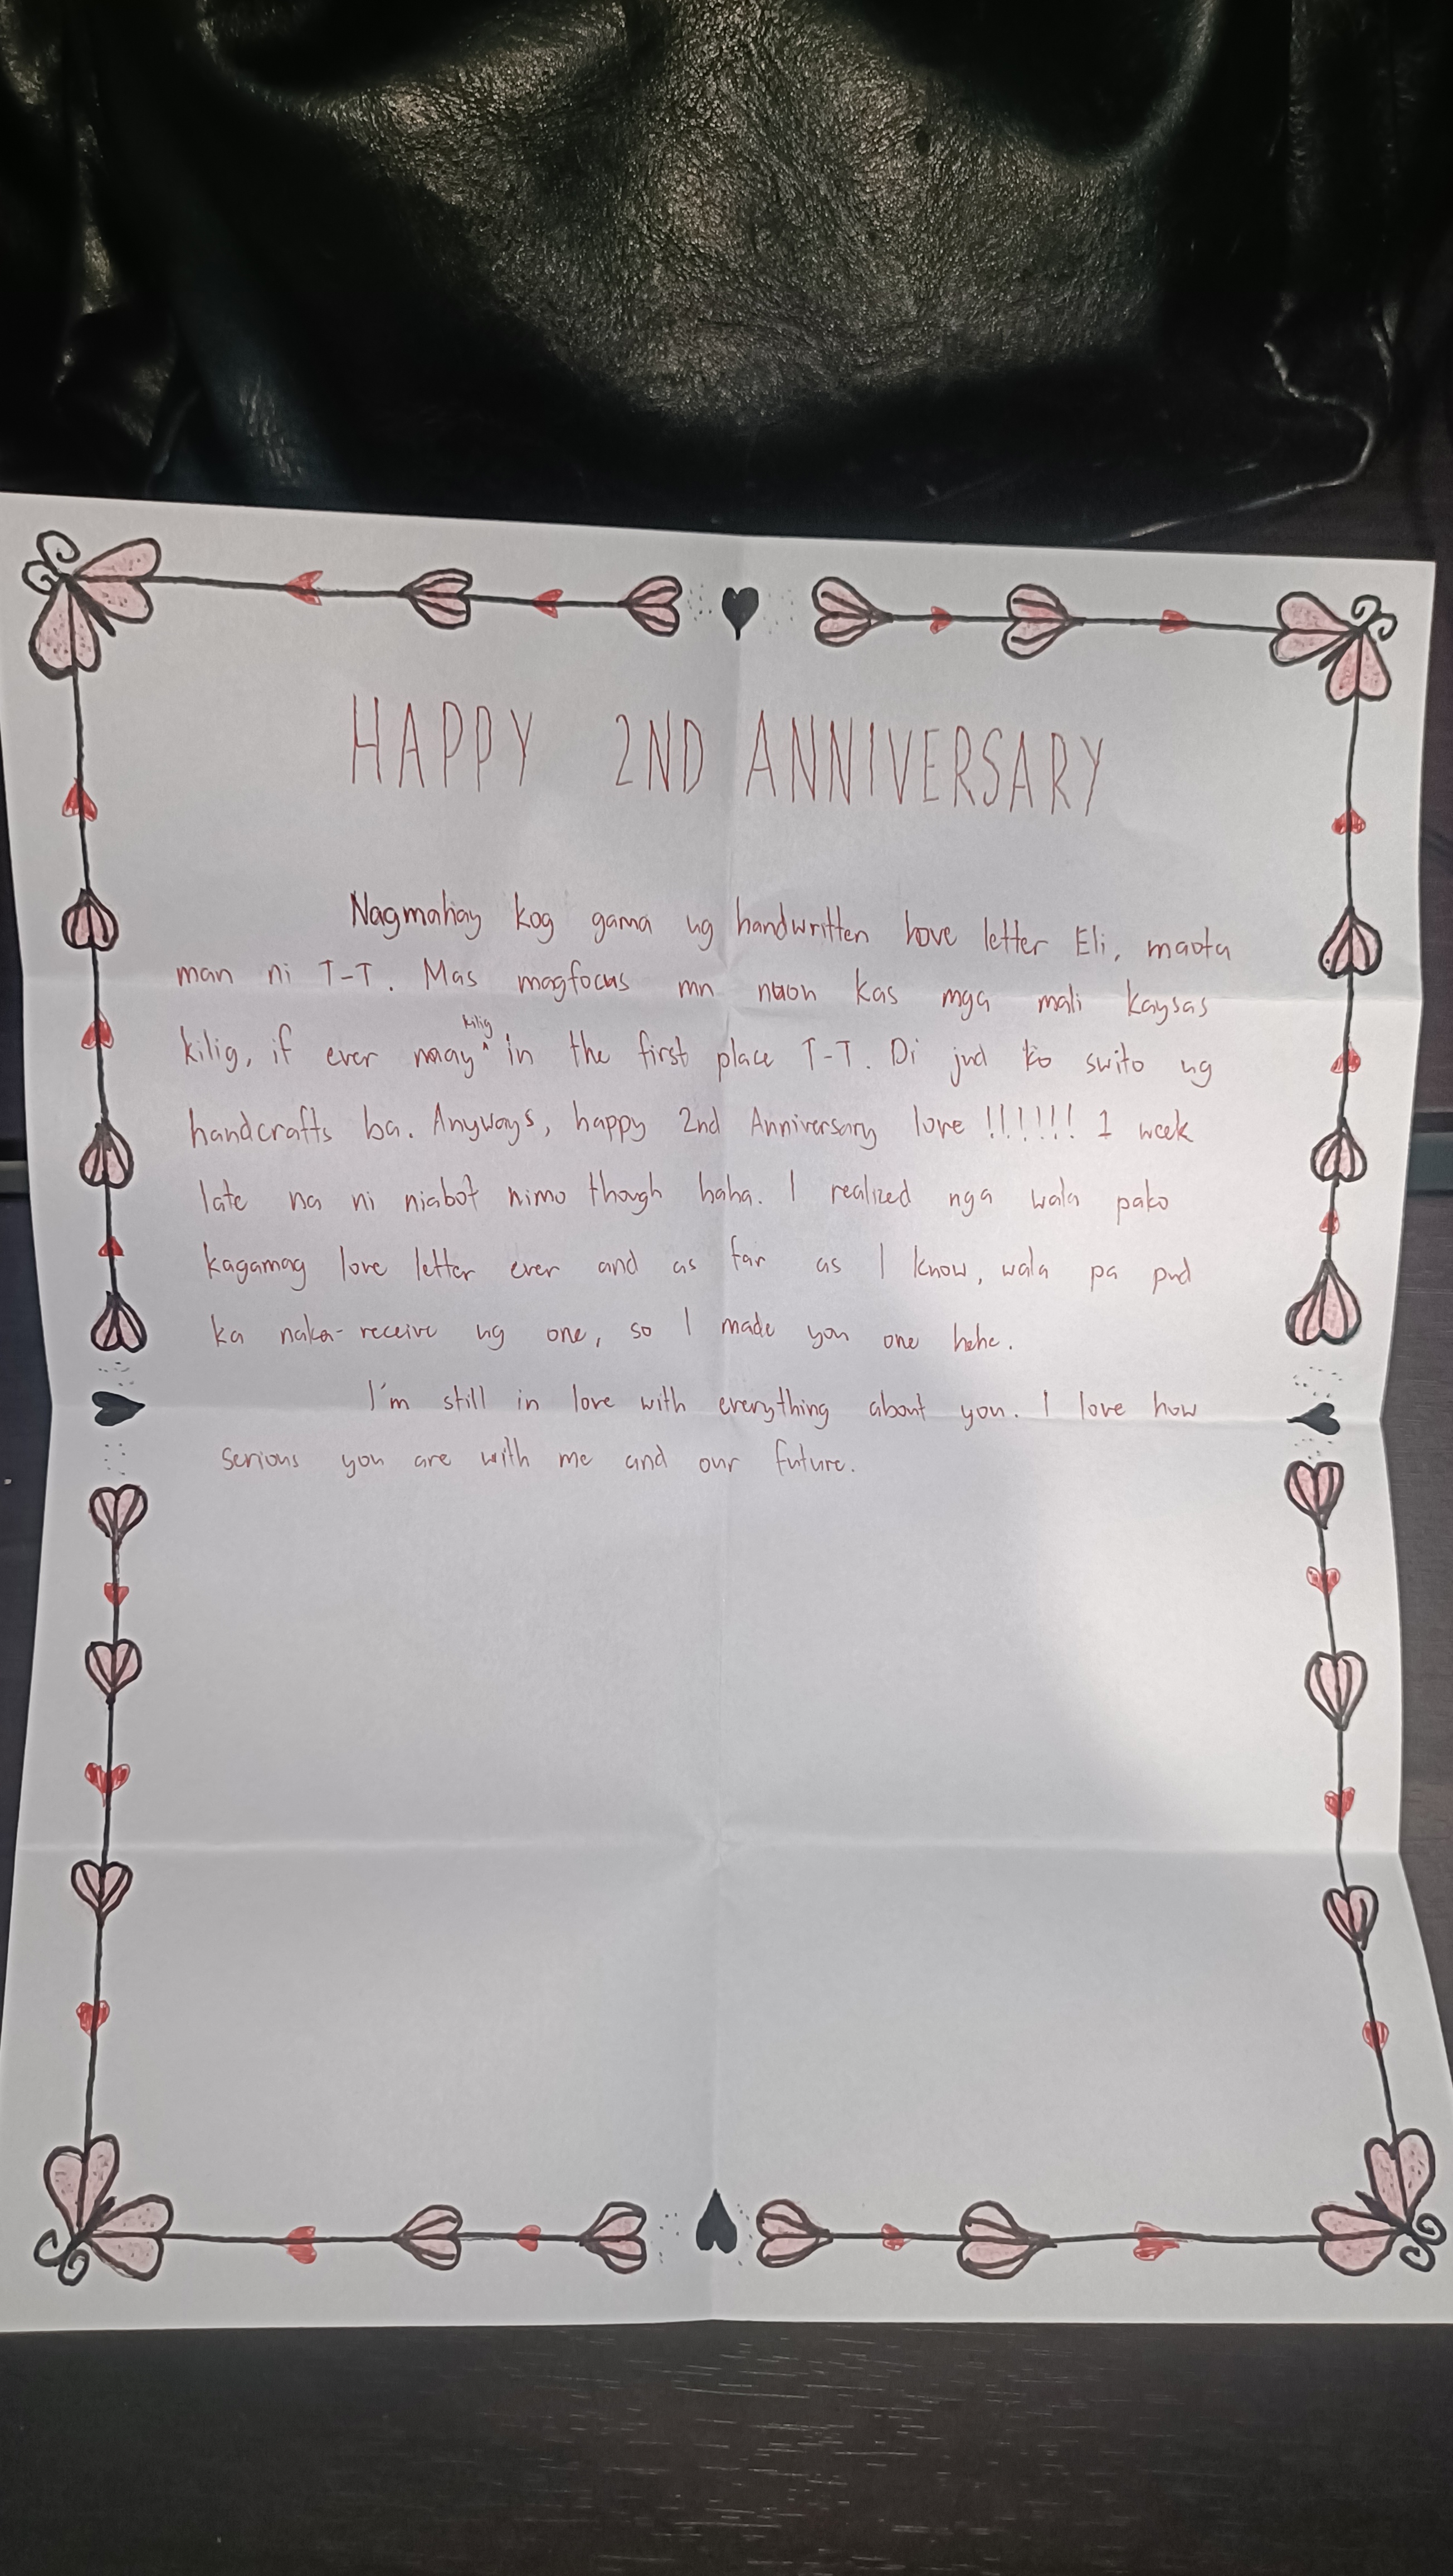 HAPPY 2ND ANNIVERSARY
Nagmahay kog gama ug handwritten love letter Eli, maota
man ni T-T. Mas magfocus mn nuon kas mga mali kaysas
kilig, if ever naay kilig in the first place T-T. Di jud ko swito ug
handcrafts ba. Anyways, happy 2nd Anniversary love !!!!!!! 1 week
late na ni niabot nimo though haha. I realized nga wala pako
kagamag love letter ever and as far as I know, wala pa pud
ka naka-receive ug one, so I made you one hehe.
I'm still in love with everything about you. I love how
serious you are with me and our future.